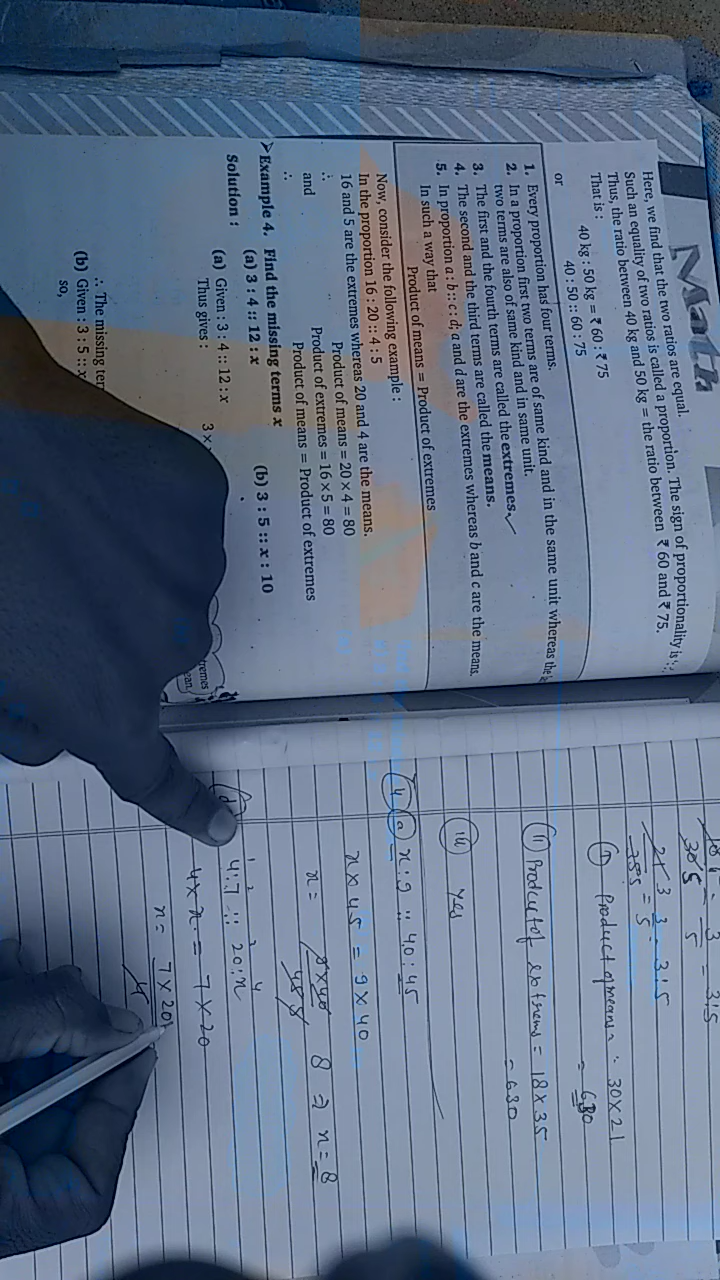 Math
Here, we find that the two ratios are equal.
Such an equality of two ratios is called a proportion. The sign of proportionality is ::.
Thus, the ratio between 40 kg and 50 kg = the ratio between ₹ 60 and ₹ 75.
That is :
40 kg : 50 kg = ₹ 60 : ₹ 75
or 40 : 50 :: 60 : 75
1. Every proportion has four terms.
2. In a proportion first two terms are of same kind and in the same unit whereas the
two terms are also of same kind and in same unit.
3. The first and the fourth terms are called the extremes.
4. The second and the third terms are called the means.
5. In proportion a : b :: c : d; a and d are the extremes whereas b and c are the means.
In such a way that
Product of means = Product of extremes
Now, consider the following example :
In the proportion 16 : 20 :: 4 : 5
16 and 5 are the extremes whereas 20 and 4 are the means.
∴ Product of means = 20 × 4 = 80
and Product of extremes = 16 × 5 = 80
∴ Product of means = Product of extremes
Example 4. Find the missing terms x
(a) 3 : 4 :: 12 : x (b) 3 : 5 :: x : 10
Solution : (a) Given : 3 : 4 :: 12 : x
Thus gives : 3 ×
∴ The missing
(b) Given : 3 : 5 ::
so,
3 = 3:5
21 3 = 3:5
(i) Product of means = 30×21
= 630
(ii) Prodcut of extrems = 18×35
= 630
(iii) Yes
4 (a) x:9 :: 40:45
x×45 = 9×40
x = 9×40 8 ⇒ x = 8
45 5
4:7 :: 20:x
4×x = 7×20
x = 7×20
4